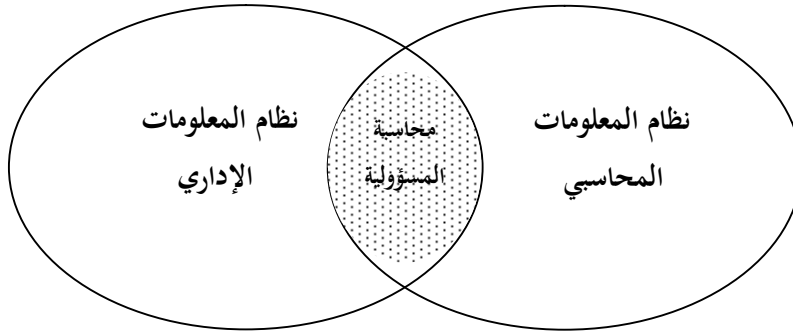 نظام المعلومات
المحاسبي
محاسبة
المسؤولية
نظام المعلومات
الإداري